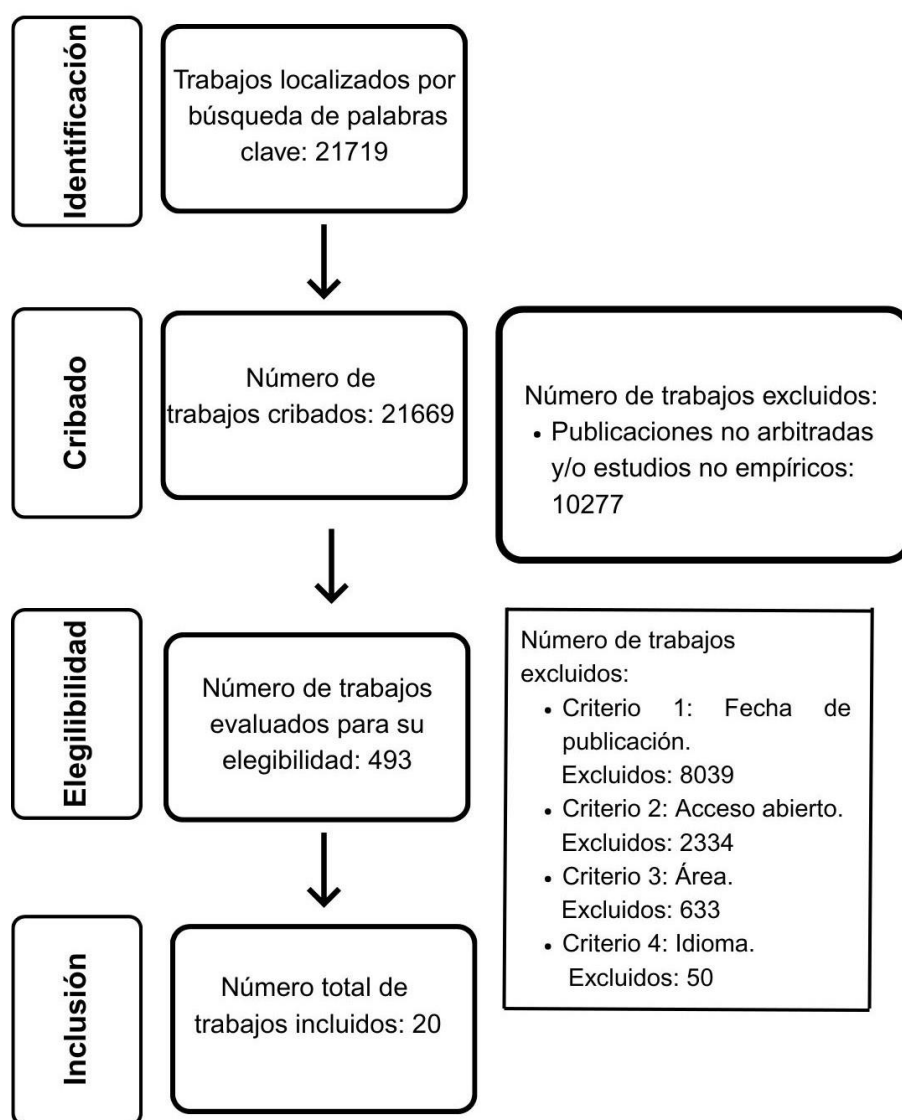 Identificación
Trabajos localizados por
búsqueda de palabras
clave: 21719
Cribado
Número de
trabajos cribados: 21669
Número de trabajos excluidos:
• Publicaciones no arbitradas
y/o estudios no empíricos:
10277
Elegibilidad
Número de trabajos
evaluados para su
elegibilidad: 493
Número de trabajos
excluidos:
• Criterio 1: Fecha de
publicación.
Excluidos: 8039
• Criterio 2: Acceso abierto.
Excluidos: 2334
• Criterio 3: Área.
Excluidos: 633
• Criterio 4: Idioma.
Excluidos: 50
Inclusión
Número total de
trabajos incluidos: 20